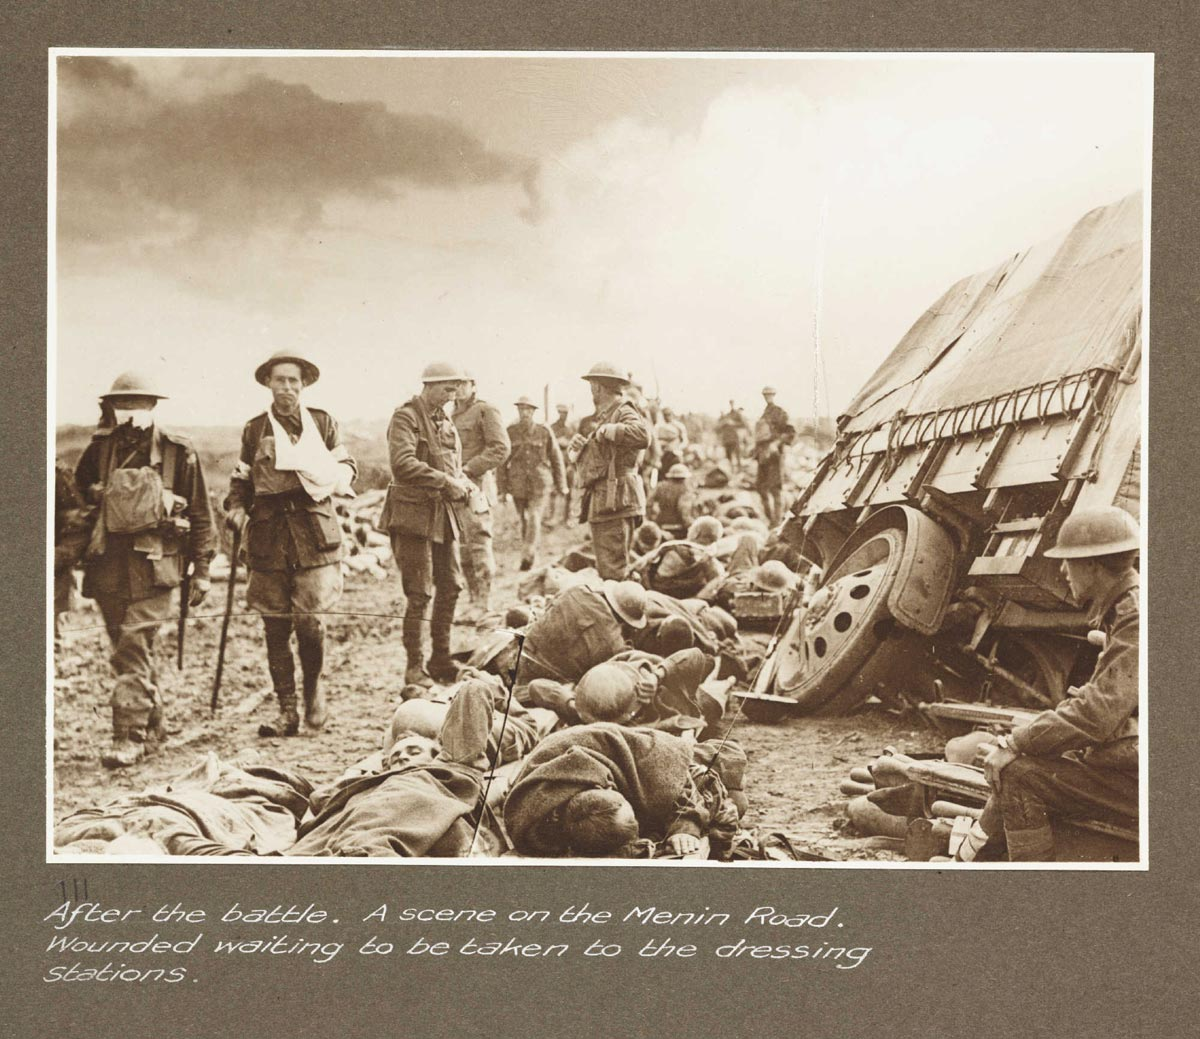 111
After the battle. A scene on the Menin Road.
Wounded waiting to be taken to the dressing
stations.